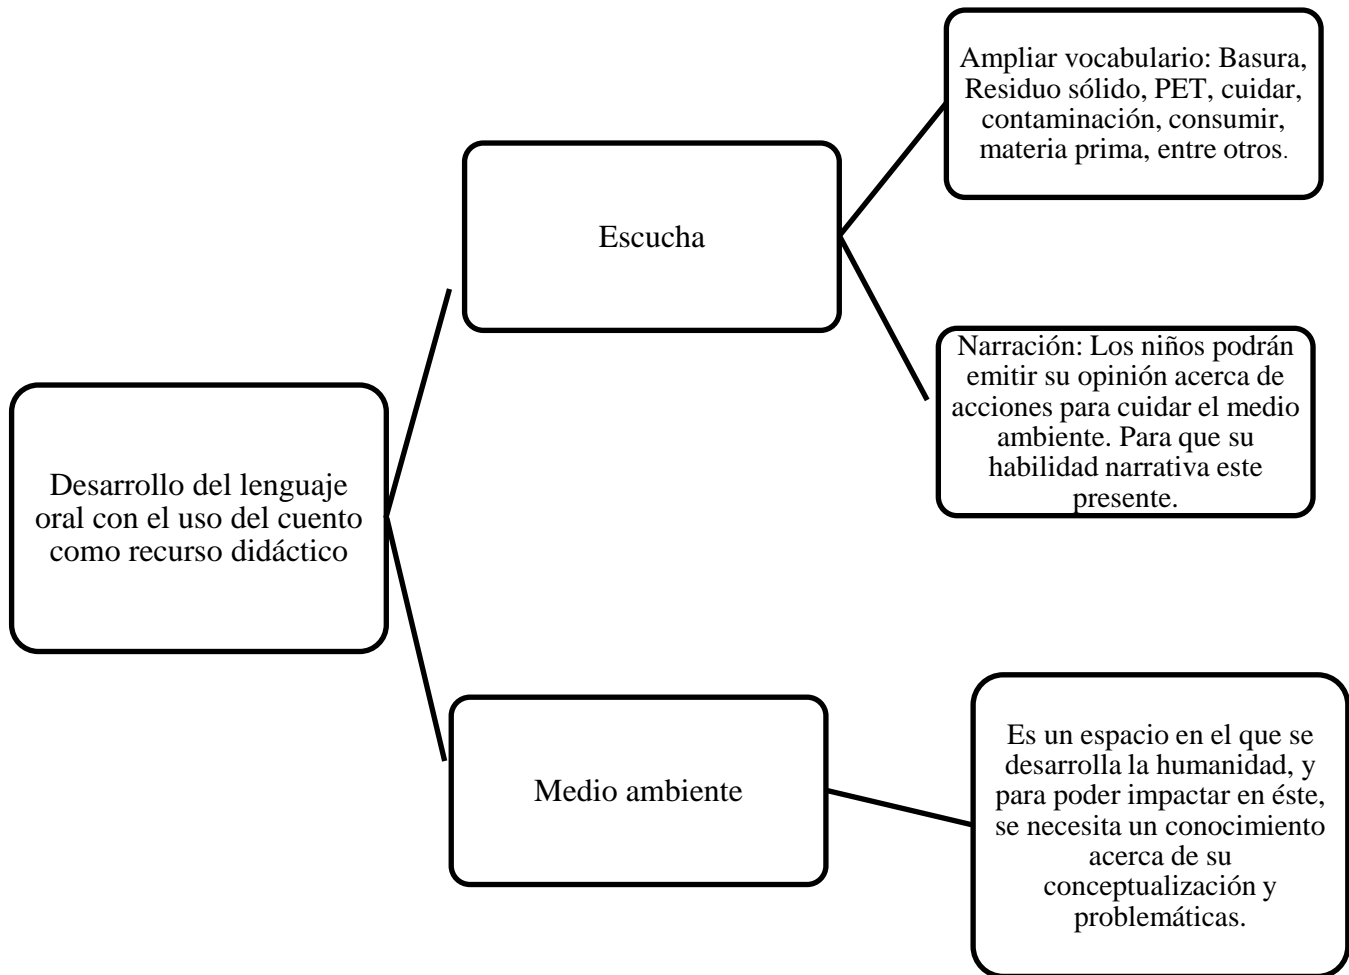 Desarrollo del lenguaje
oral con el uso del cuento
como recurso didáctico
Escucha
Ampliar vocabulario: Basura,
Residuo sólido, PET, cuidar,
contaminación, consumir,
materia prima, entre otros.
Narración: Los niños podrán
emitir su opinión acerca de
acciones para cuidar el medio
ambiente. Para que su
habilidad narrativa este
presente.
Medio ambiente
Es un espacio en el que se
desarrolla la humanidad, y
para poder impactar en éste,
se necesita un conocimiento
acerca de su
conceptualización y
problemáticas.